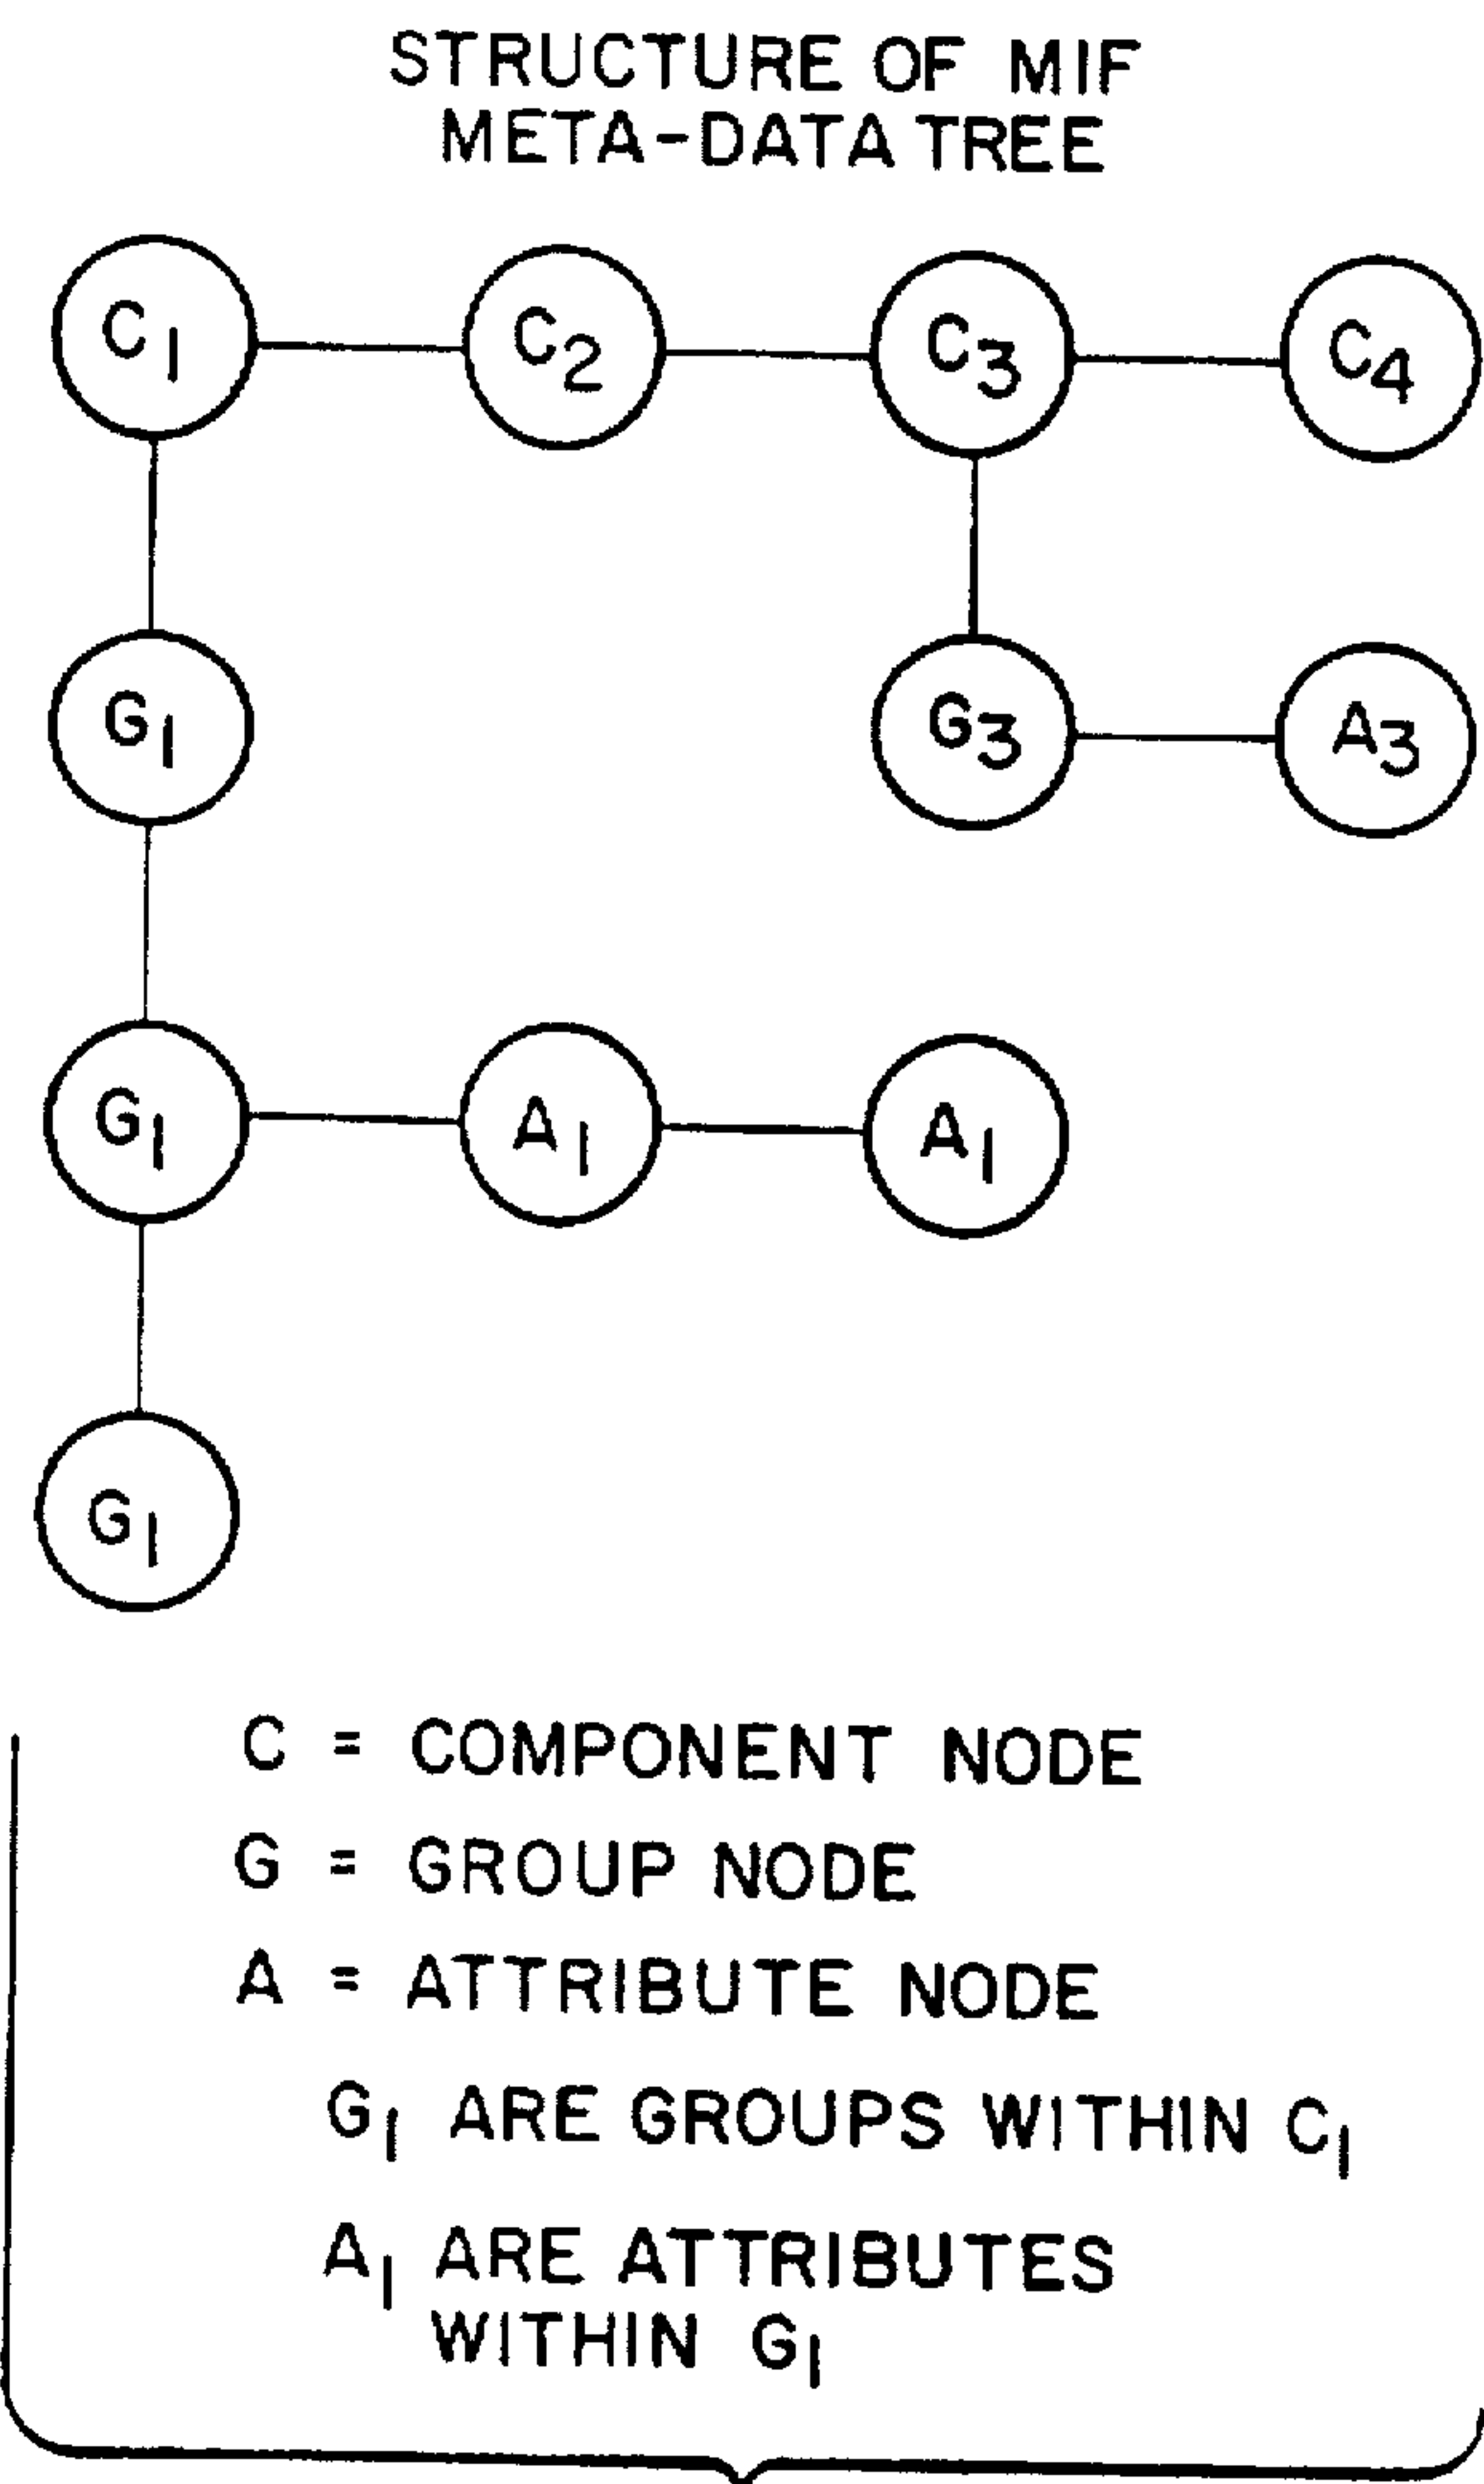 STRUCTURE OF MIF
META-DATA TREE
C1 C2 C3 C4
G1 G3 A3
G1 A1 A1
G1
C = COMPONENT NODE
G = GROUP NODE
A = ATTRIBUTE NODE
G1 ARE GROUPS WITHIN C1
A1 ARE ATTRIBUTES
WITHIN G1